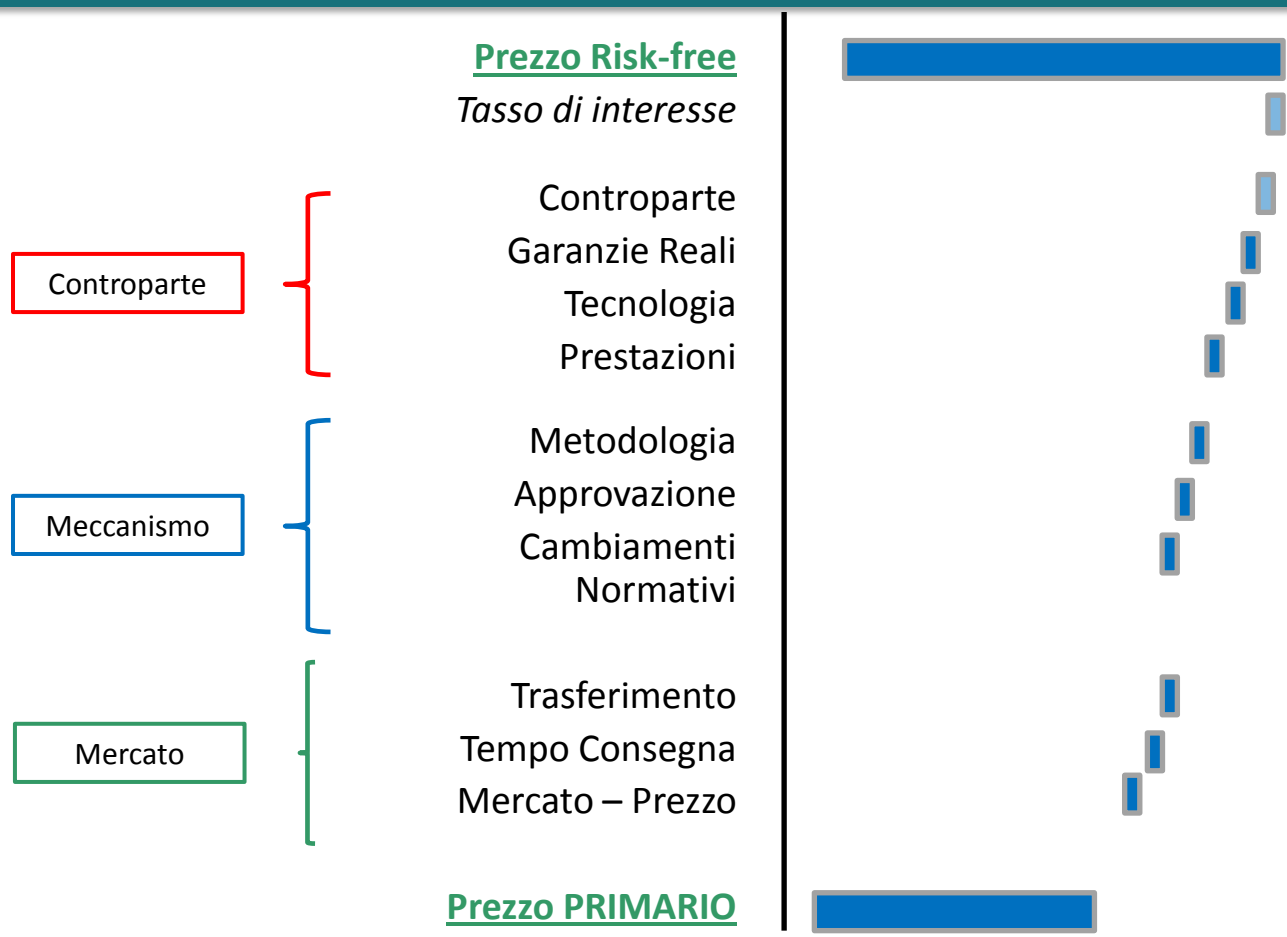 Prezzo Risk-free
Tasso di interesse
Controparte
Controparte
Garanzie Reali
Tecnologia
Prestazioni
Meccanismo
Metodologia
Approvazione
Cambiamenti
Normativi
Mercato
Trasferimento
Tempo Consegna
Mercato – Prezzo
Prezzo PRIMARIO